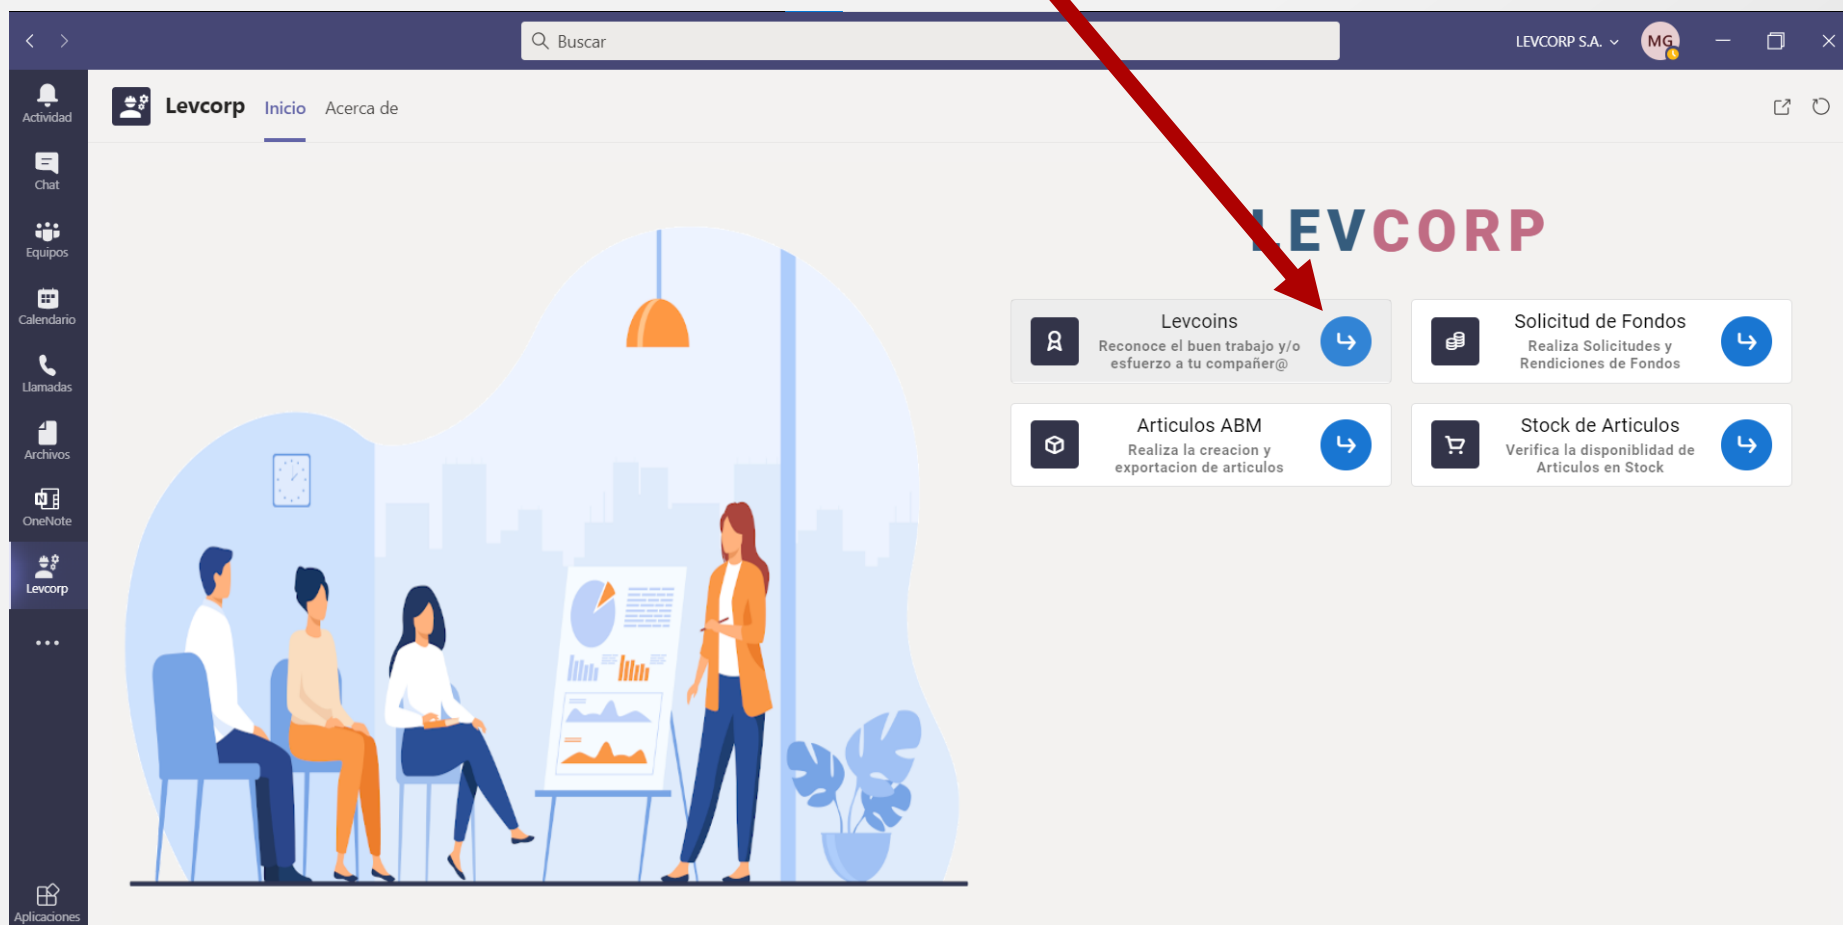 Buscar
LEVCORP S.A.
MG
Actividad
Chat
Equipos
Calendario
Llamadas
Archivos
OneNote
Levcorp
Aplicaciones
Levcorp Inicio Acerca de
LEVCORP
Levcoins
Reconoce el buen trabajo y/o
esfuerzo a tu compañer@
Solicitud de Fondos
Realiza Solicitudes y
Rendiciones de Fondos
Articulos ABM
Realiza la creacion y
exportacion de articulos
Stock de Articulos
Verifica la disponiblidad de
Articulos en Stock